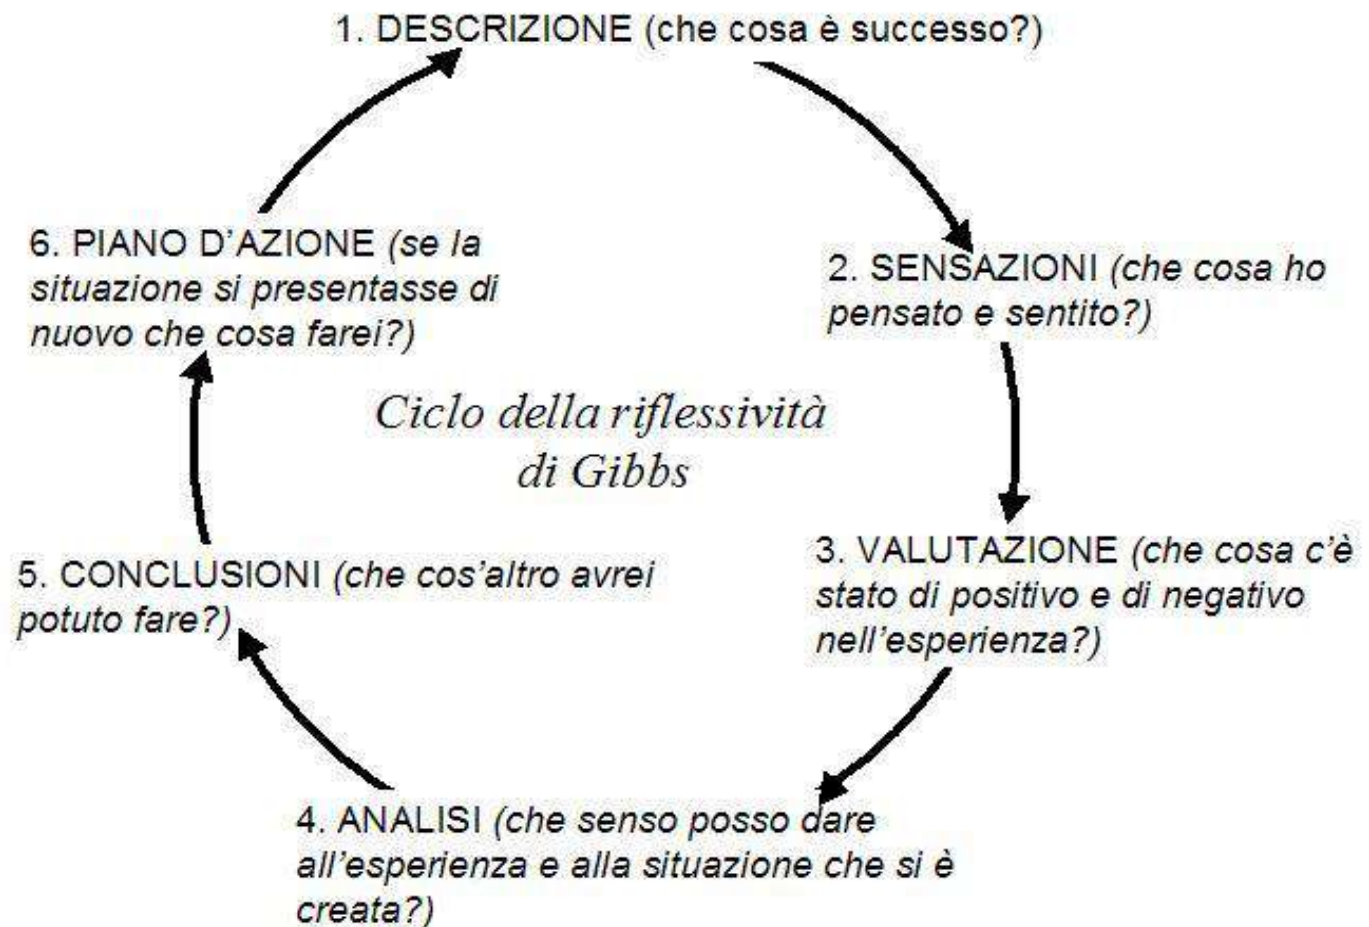 1. DESCRIZIONE (che cosa è successo?)
2. SENSAZIONI (che cosa ho
pensato e sentito?)
3. VALUTAZIONE (che cosa c'è
stato di positivo e di negativo
nell'esperienza?)
4. ANALISI (che senso posso dare
all'esperienza e alla situazione che si è
creata?)
5. CONCLUSIONI (che cos'altro avrei
potuto fare?)
6. PIANO D'AZIONE (se la
situazione si presentasse di
nuovo che cosa farei?)
Ciclo della riflessività
di Gibbs